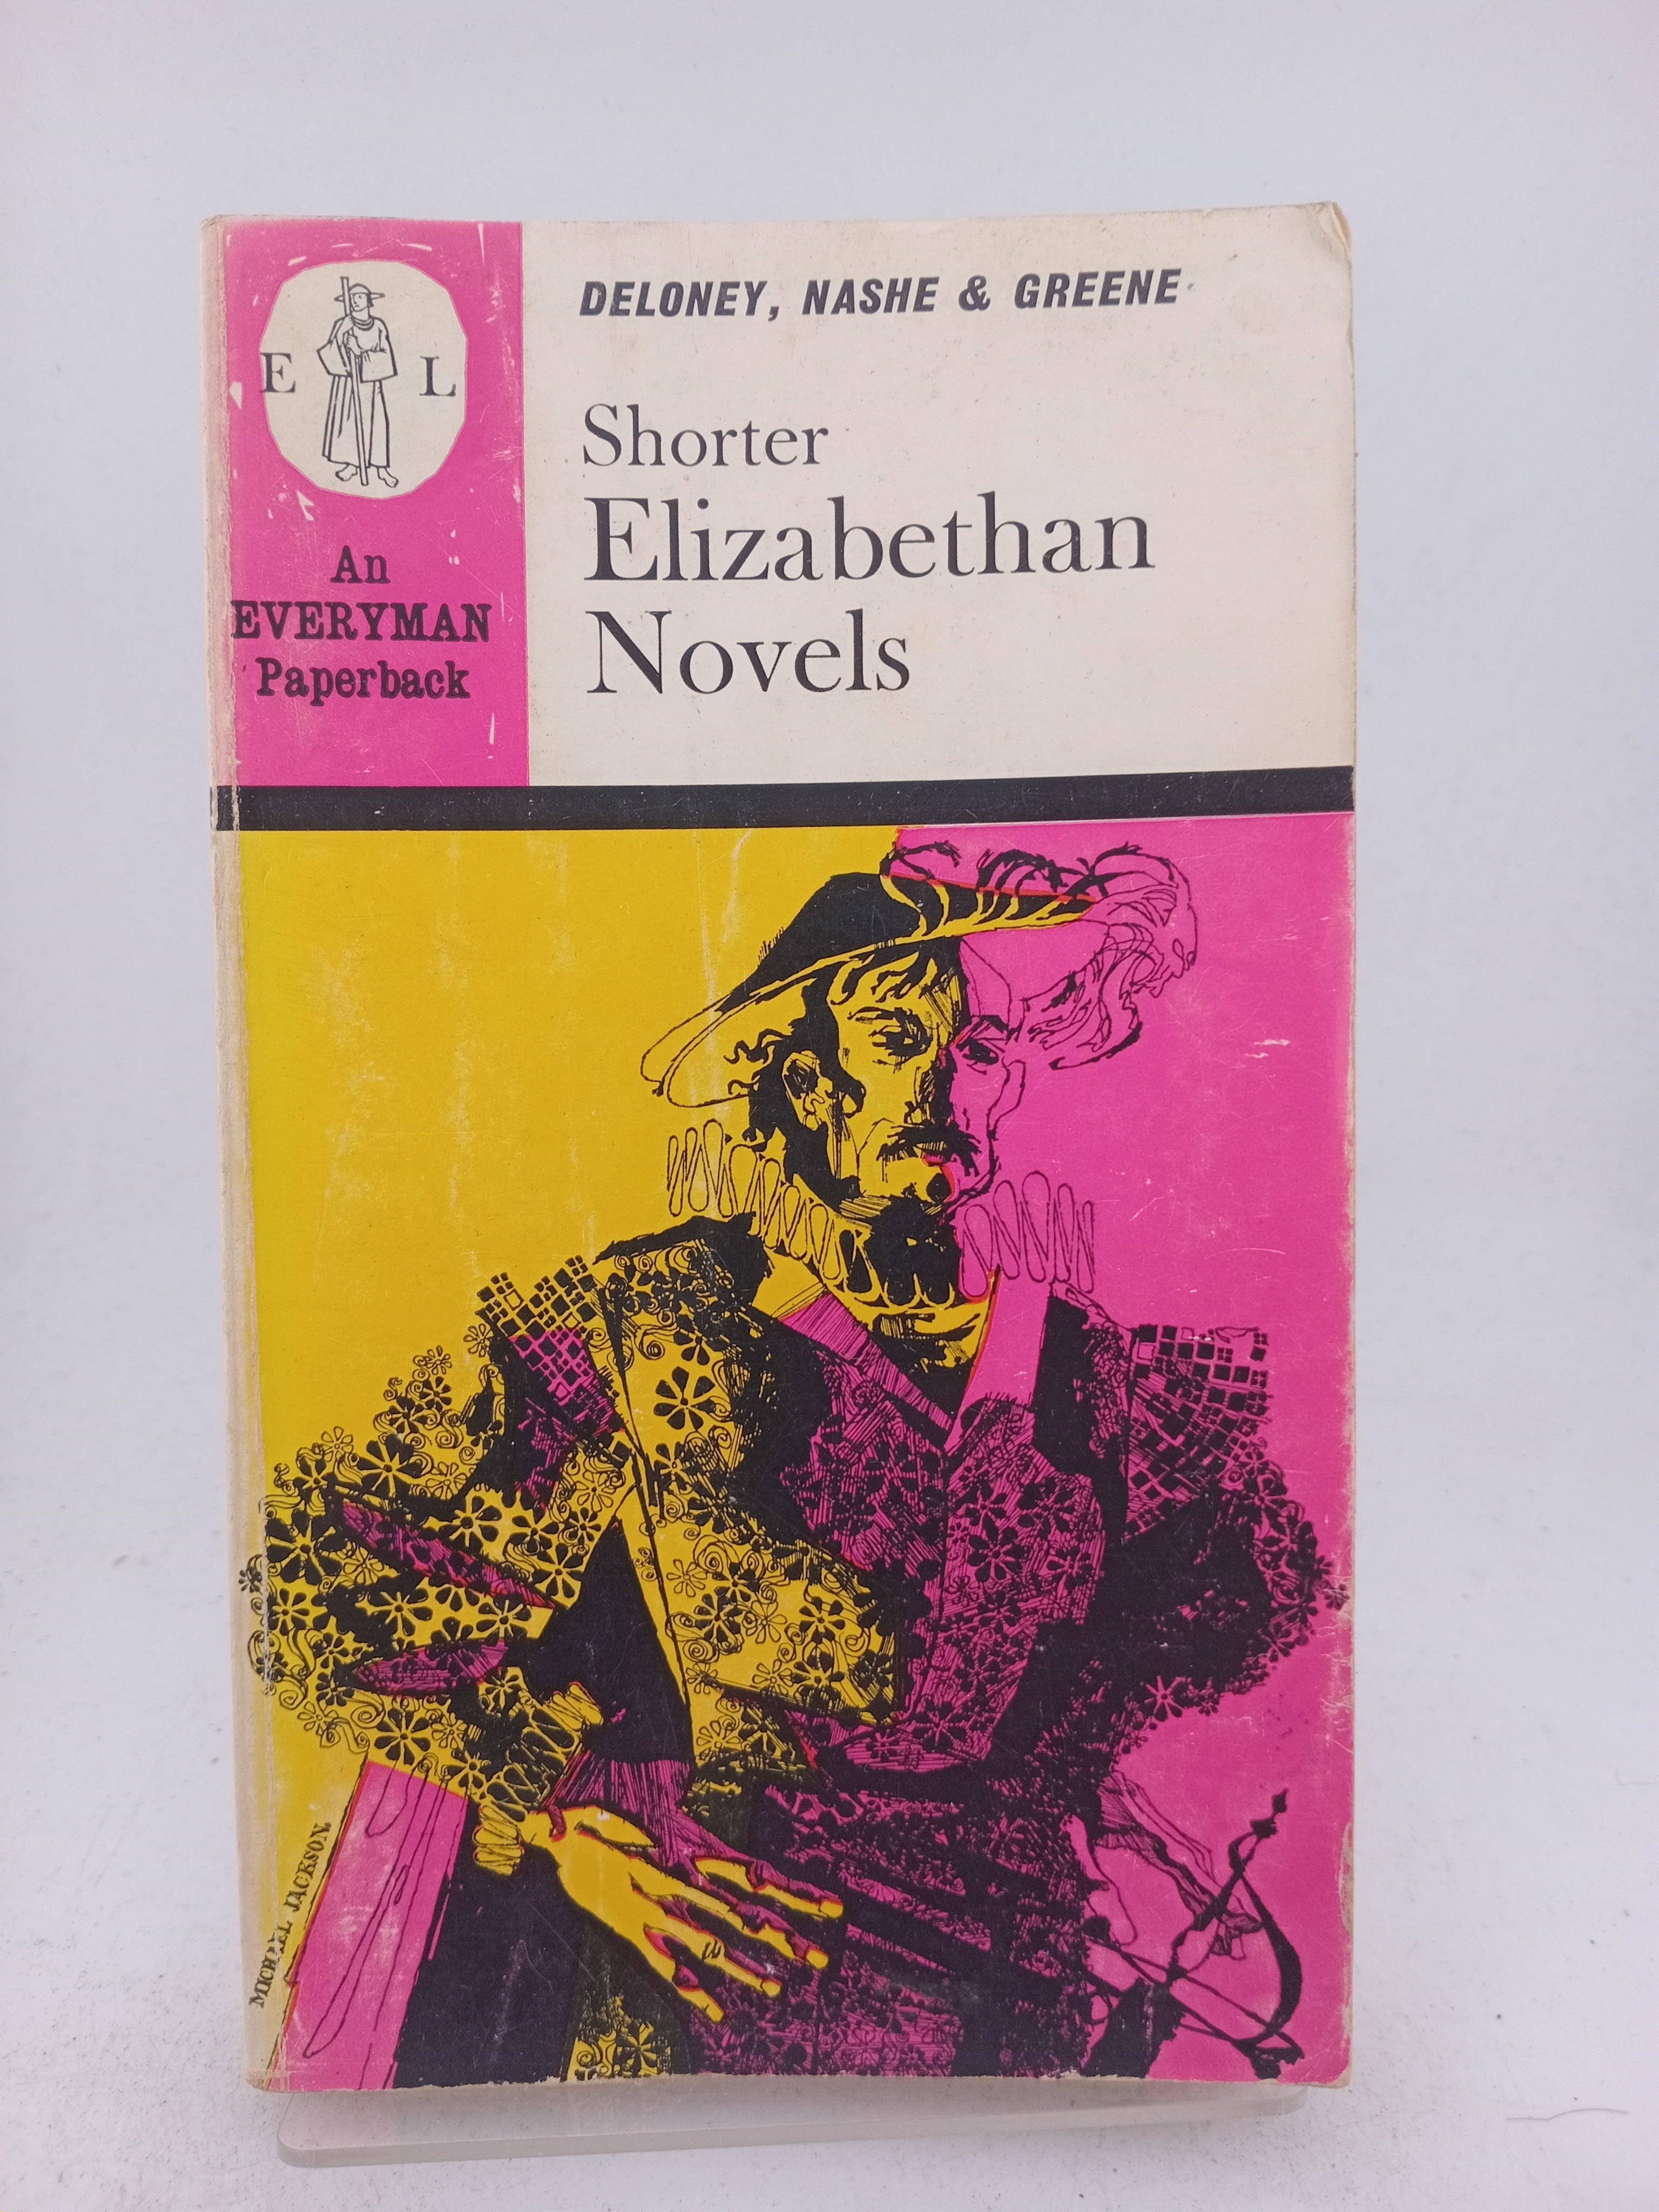 E L
An
EVERYMAN
Paperback
DELONEY, NASHE & GREENE
Shorter
Elizabethan
Novels
MICHAEL JACKSON